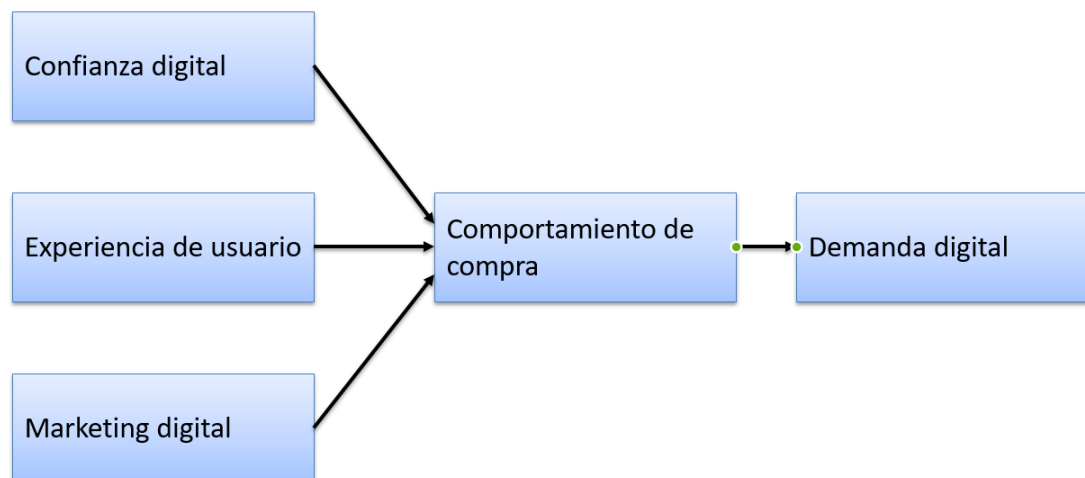 Confianza digital
Experiencia de usuario
Comportamiento de
compra
Demanda digital
Marketing digital